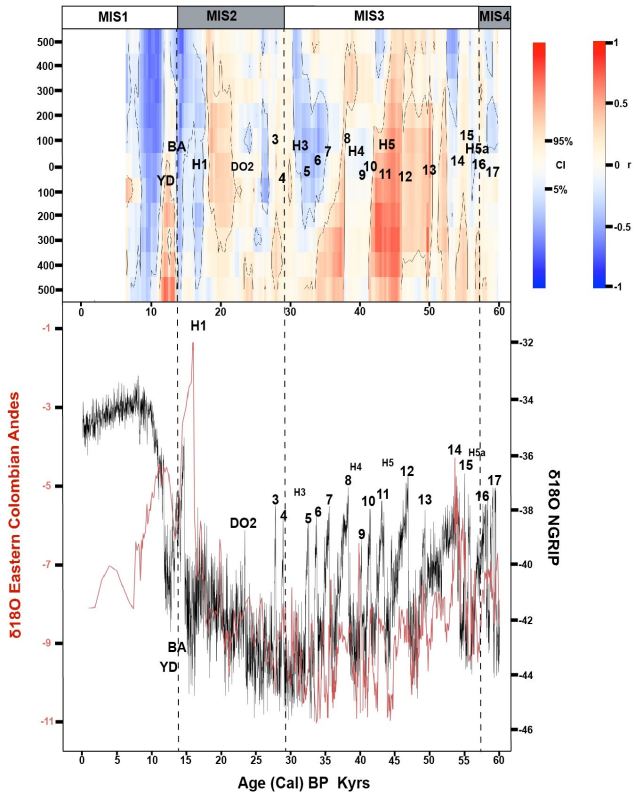 MIS1 MIS2 MIS3 MIS4
500 1
400
300 0.5
200
100 3 BA H3 8 H5 15 95%
H4 H5a
0 H1 DO2 6 7 10 14 16 CI 0 r
YD 4 5 9 11 12 13 17 5%
100
200 -0.5
300
400
500 -1
0 10 20 30 40 50 60
-1 H1
-32
-3 -34
-36
H4 H5 14 H5a
-5 3 H3 8 12 15 17
DO2 4 5 6 7 10 11 13 16 -38
9
-7 -40
-42
-9 BA
YD -44
-11
-46
δ18O Eastern Colombian Andes
δ18O NGRIP
0 5 10 15 20 25 30 35 40 45 50 55 60
Age (Cal) BP Kyrs